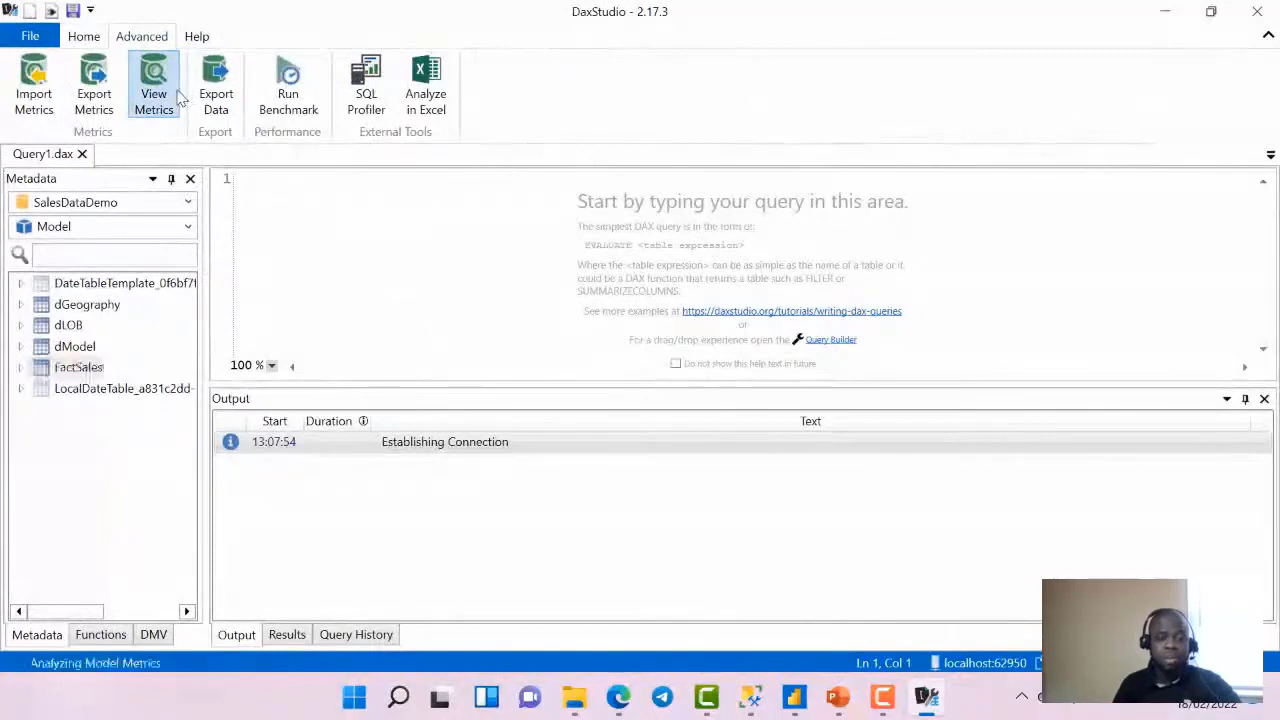 DaxStudio - 2.17.3
File
Home
Advanced
Help
Import Metrics
Export Metrics
View Metrics
Export Data
Run Benchmark
SQL Profiler
Analyze in Excel
Metrics
Export
Performance
External Tools
Query1.dax
Metadata
SalesDataDemo
Model
DateTableTemplate_0f6bf7f
dGeography
dLOB
dModel
FactSales
LocalDateTable_a831c2dd-
Metadata
Functions
DMV
1
Start by typing your query in this area.
The simplest DAX query is in the form of:
EVALUATE <table expression>
Where the <table expression> can be as simple as the name of a table or it
could be a DAX function that returns a table such as FILTER or
SUMMARIZECOLUMNS.
See more examples at https://daxstudio.org/tutorials/writing-dax-queries
or
For a drag/drop experience open the Query Builder
Do not show this help text in future
100 %
Output
Start
Duration
Text
13:07:54
Establishing Connection
Output
Results
Query History
Analyzing Model Metrics
Ln 1, Col 1
localhost:62950
18/02/2022